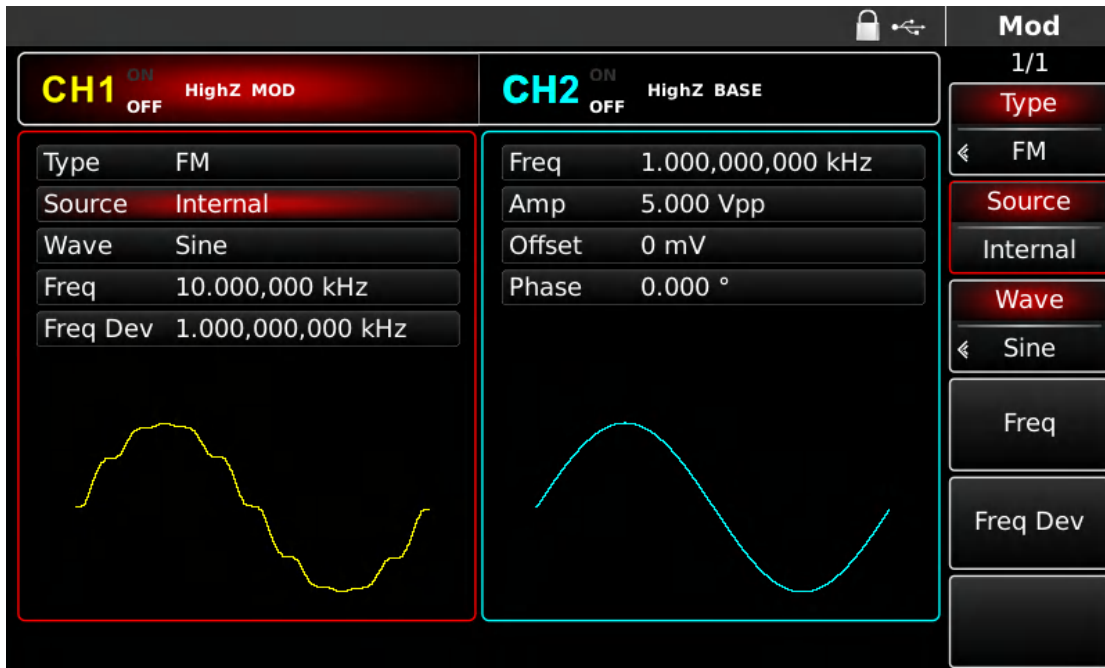 Mod
1/1
CH1 ON OFF HighZ MOD
CH2 ON OFF HighZ BASE
Type FM
Source Internal
Wave Sine
Freq 10.000,000 kHz
Freq Dev 1.000,000,000 kHz
Freq 1.000,000,000 kHz
Amp 5.000 Vpp
Offset 0 mV
Phase 0.000 °
Type
FM
Source
Internal
Wave
Sine
Freq
Freq Dev